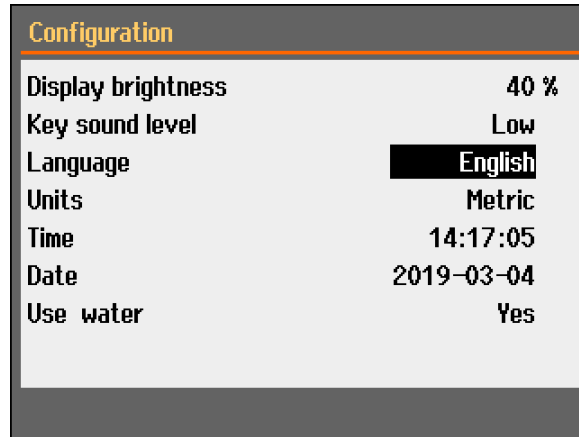 Configuration
Display brightness 40 %
Key sound level Low
Language English
Units Metric
Time 14:17:05
Date 2019-03-04
Use water Yes